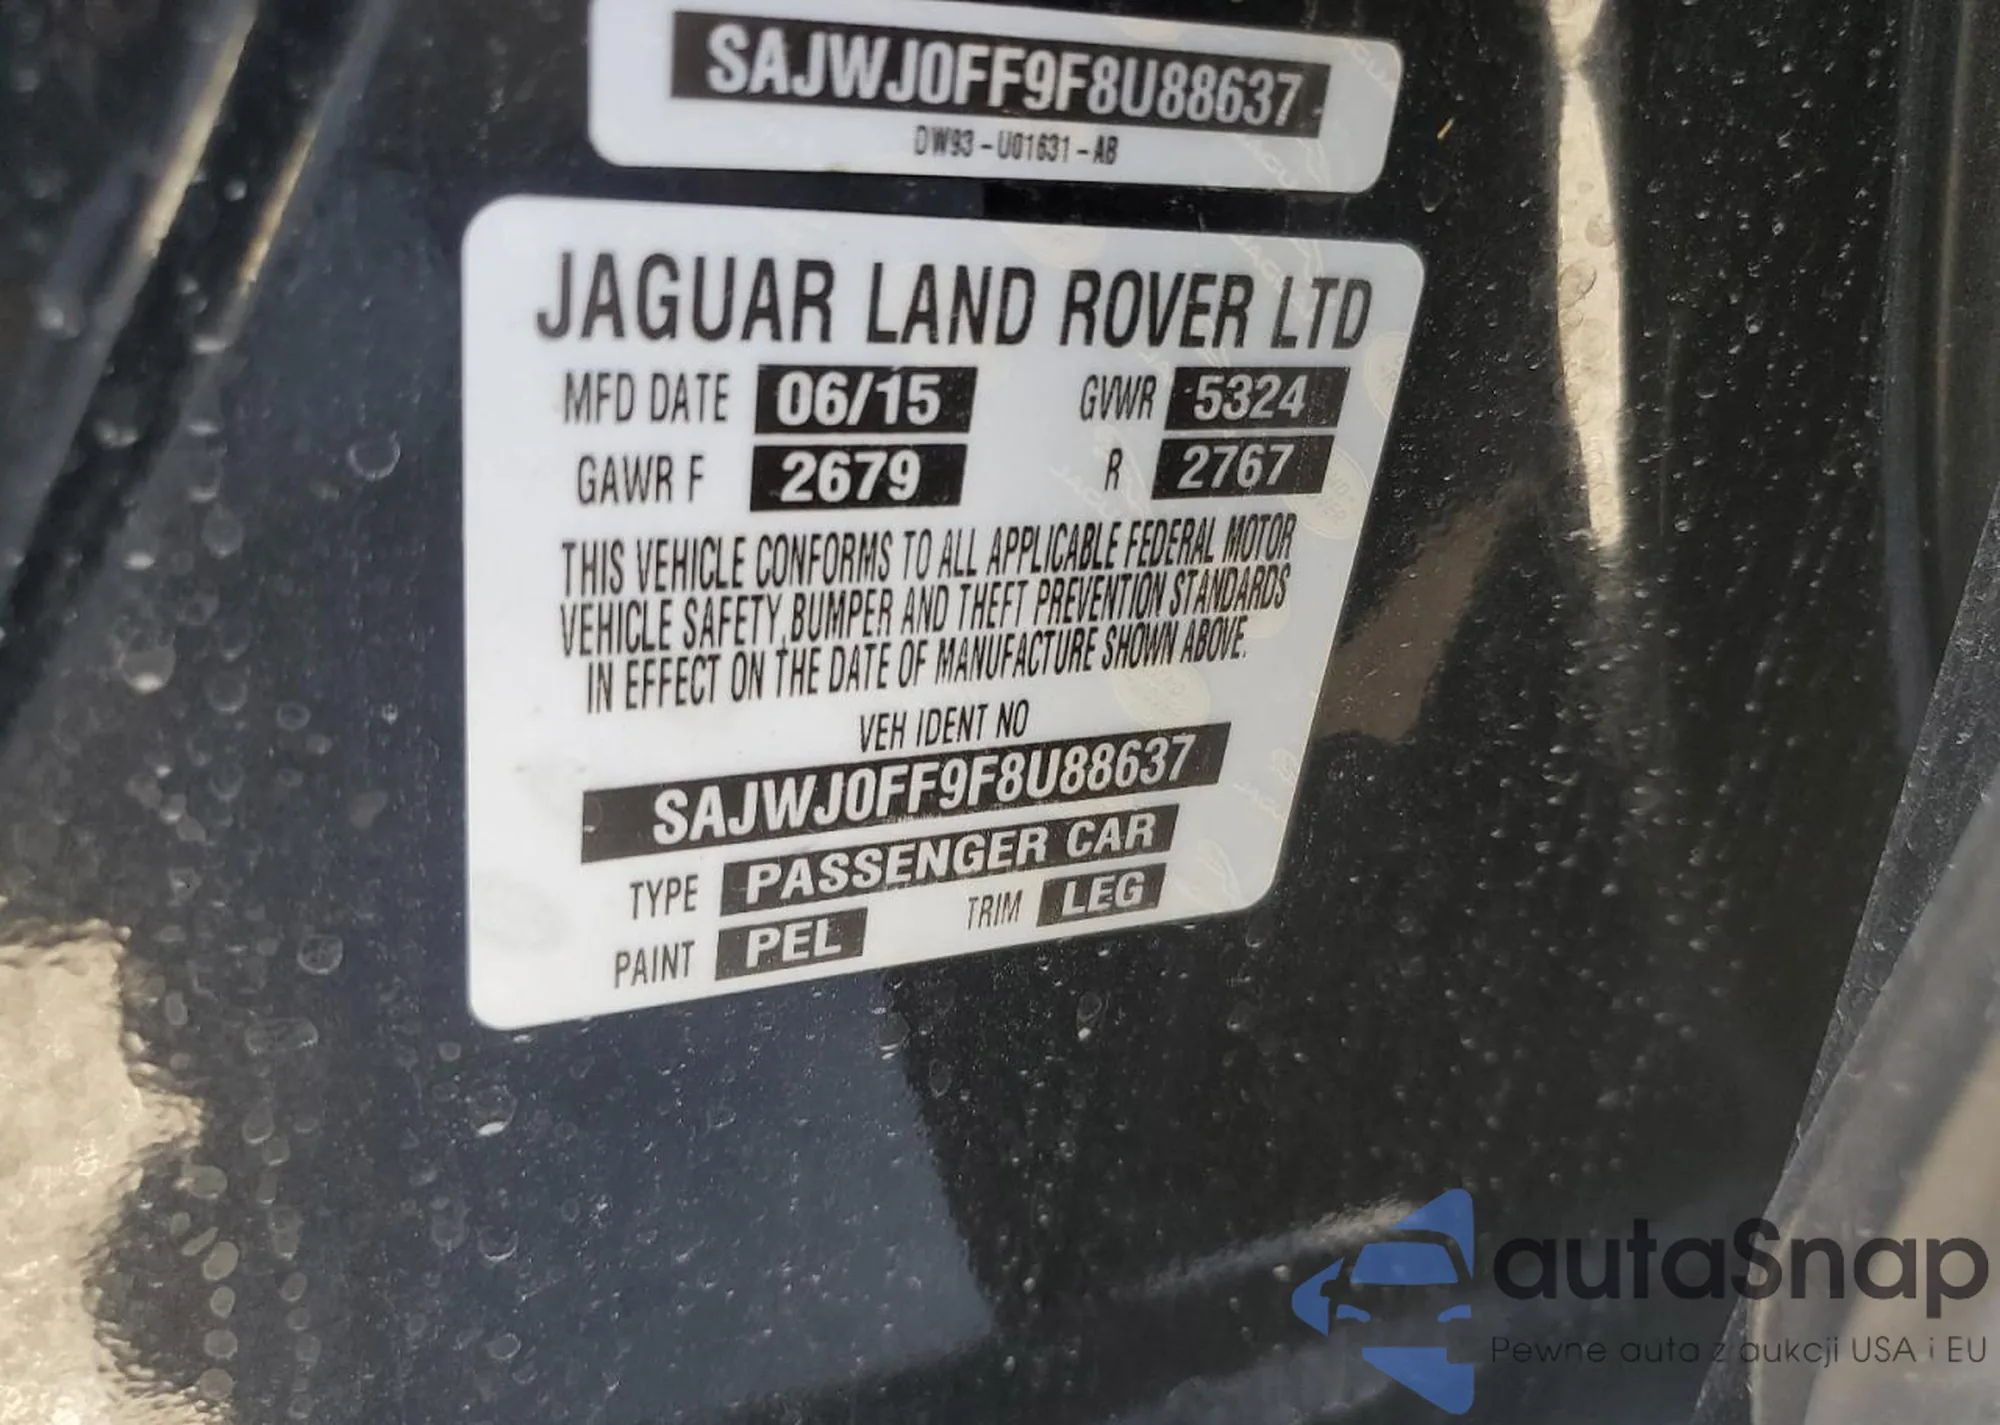 SAJWJ0FF9F8U88637
DW93-U01631-AB
JAGUAR LAND ROVER LTD
MFD DATE 06/15 GVWR 5324
GAWR F 2679 R 2767
THIS VEHICLE CONFORMS TO ALL APPLICABLE FEDERAL MOTOR
VEHICLE SAFETY, BUMPER AND THEFT PREVENTION STANDARDS
IN EFFECT ON THE DATE OF MANUFACTURE SHOWN ABOVE.
VEH IDENT NO
SAJWJ0FF9F8U88637
TYPE PASSENGER CAR
PAINT PEL TRIM LEG
autaSnap
Pewne auta z aukcji USA i EU